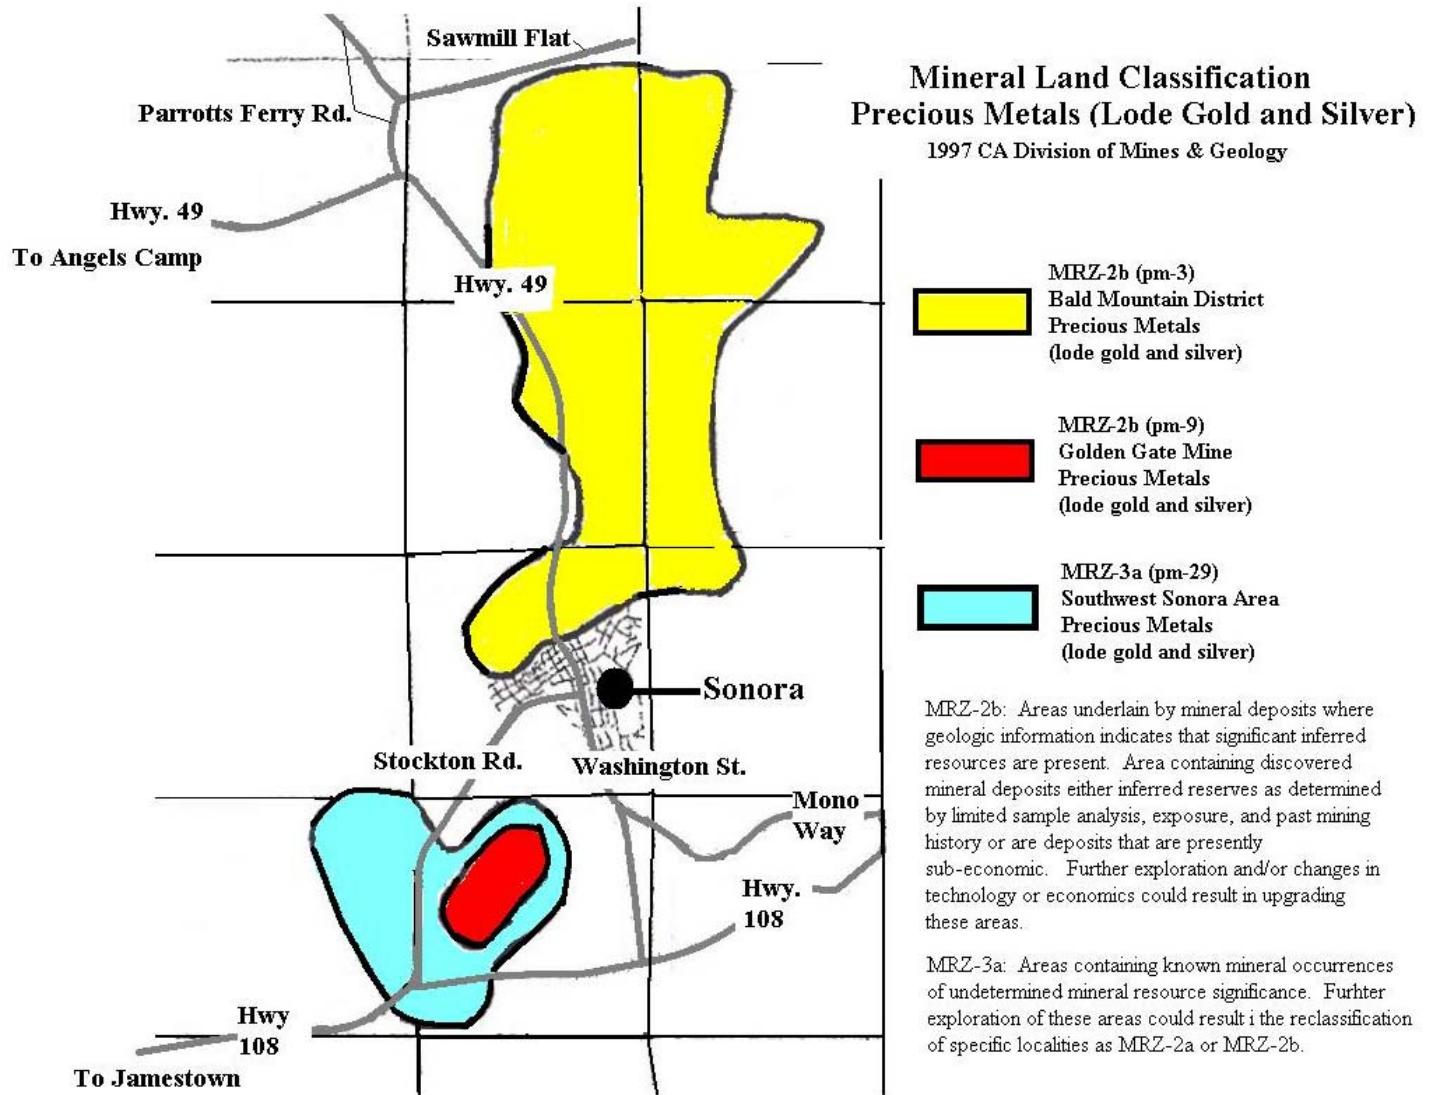 Sawmill Flat
Parrotts Ferry Rd.
Hwy. 49
To Angels Camp
Hwy. 49
Sonora
Stockton Rd.
Washington St.
Mono
Way
Hwy.
108
Hwy
108
To Jamestown
Mineral Land Classification
Precious Metals (Lode Gold and Silver)
1997 CA Division of Mines & Geology
MRZ-2b (pm-3)
Bald Mountain District
Precious Metals
(lode gold and silver)
MRZ-2b (pm-9)
Golden Gate Mine
Precious Metals
(lode gold and silver)
MRZ-3a (pm-29)
Southwest Sonora Area
Precious Metals
(lode gold and silver)
MRZ-2b:  Areas underlain by mineral deposits where
geologic information indicates that significant inferred
resources are present.  Area containing discovered
mineral deposits either inferred reserves as determined
by limited sample analysis, exposure, and past mining
history or are deposits that are presently
sub-economic.  Further exploration and/or changes in
technology or economics could result in upgrading
these areas.
MRZ-3a:  Areas containing known mineral occurrences
of undetermined mineral resource significance.  Furhter
exploration of these areas could result i the reclassification
of specific localities as MRZ-2a or MRZ-2b.